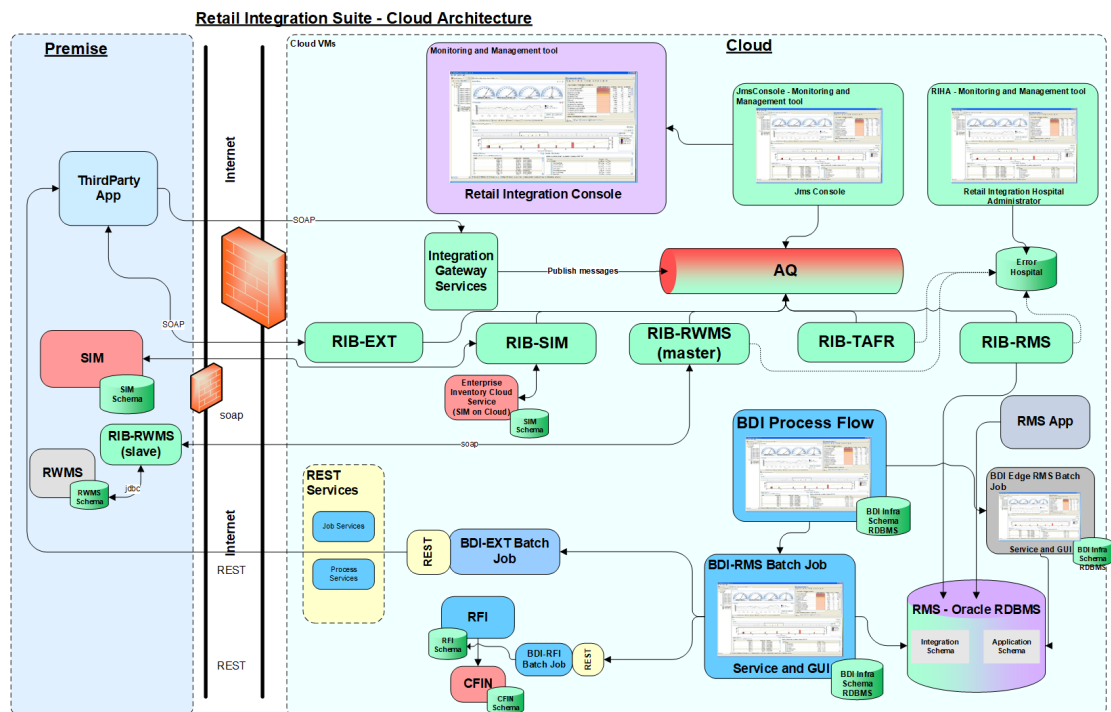 Retail Integration Suite - Cloud Architecture
Premise
Cloud VMs
Cloud
Internet
Monitoring and Management tool
Retail Integration Console
JmsConsole - Monitoring and
Management tool
Jms Console
RIHA - Monitoring and Management tool
Retail Integration Hospital
Administrator
ThirdParty
App
SOAP
Integration
Gateway
Services
Publish messages
AQ
Error
Hospital
SOAP
RIB-EXT
RIB-SIM
RIB-RWMS
(master)
RIB-TAFR
RIB-RMS
SIM
SIM
Schema
Enterprise
Inventory Cloud
Service
(SIM on Cloud)
SIM
Schema
soap
soap
RIB-RWMS
(slave)
RWMS
RWMS
Schema
jdbc
BDI Process Flow
BDI Infra
Schema
RDBMS
RMS App
BDI Edge RMS Batch
Job
Service and GUI
BDI Infra
Schema
RDBMS
REST
Services
Job Services
Process
Services
Internet
REST
REST
REST
BDI-EXT Batch
Job
BDI-RMS Batch Job
Service and GUI
BDI Infra
Schema
RDBMS
RMS - Oracle RDBMS
Integration
Schema
Application
Schema
RFI
RFI
Schema
BDI-RFI
Batch Job
REST
CFIN
CFIN
Schema